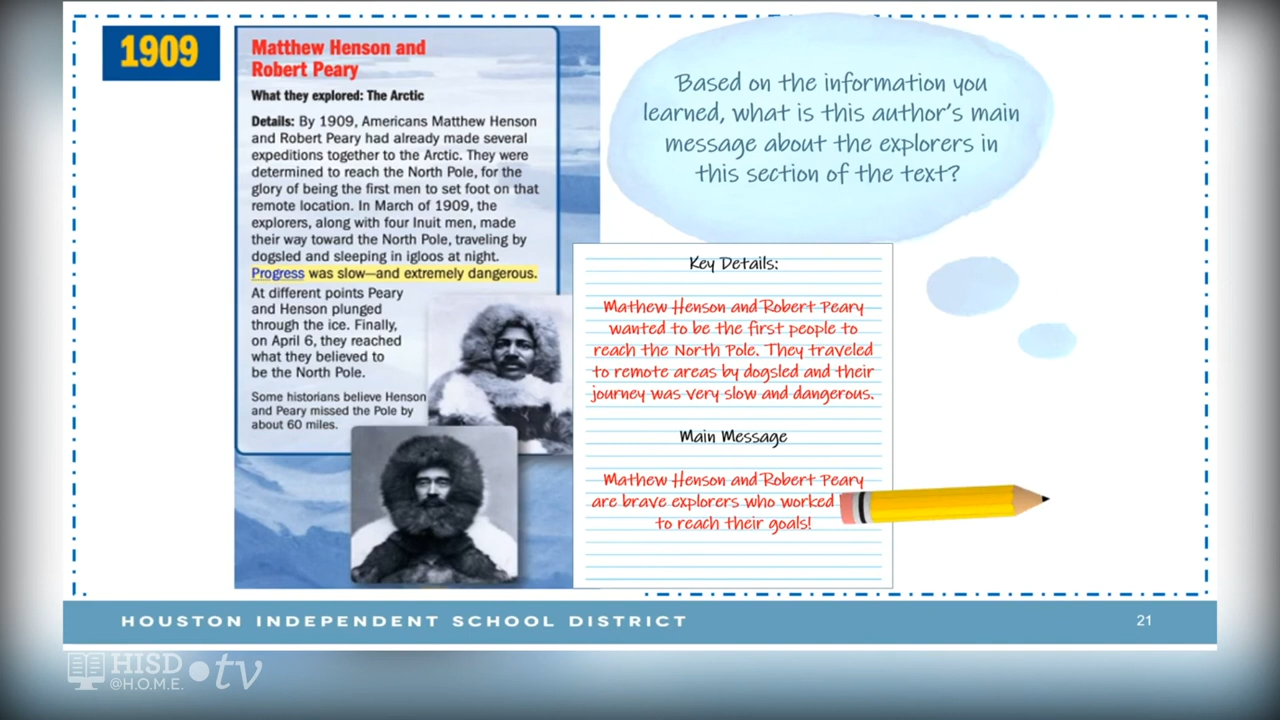 1909
Matthew Henson and
Robert Peary
What they explored: The Arctic
Details: By 1909, Americans Matthew Henson
and Robert Peary had already made several
expeditions together to the Arctic. They were
determined to reach the North Pole, for the
glory of being the first men to set foot on that
remote location. In March of 1909, the
explorers, along with four Inuit men, made
their way toward the North Pole, traveling by
dogsled and sleeping in igloos at night.
Progress was slow—and extremely dangerous.
At different points Peary
and Henson plunged
through the ice. Finally,
on April 6, they reached
what they believed to
be the North Pole.
Some historians believe Henson
and Peary missed the Pole by
about 60 miles.
Based on the information you
learned, what is this author's main
message about the explorers in
this section of the text?
Key Details:
Mathew Henson and Robert Peary
wanted to be the first people to
reach the North Pole. They traveled
to remote areas by dogsled and their
journey was very slow and dangerous.
Main Message
Mathew Henson and Robert Peary
are brave explorers who worked
to reach their goals!
HOUSTON INDEPENDENT SCHOOL DISTRICT
21
HISD
@H.O.M.E.
tv